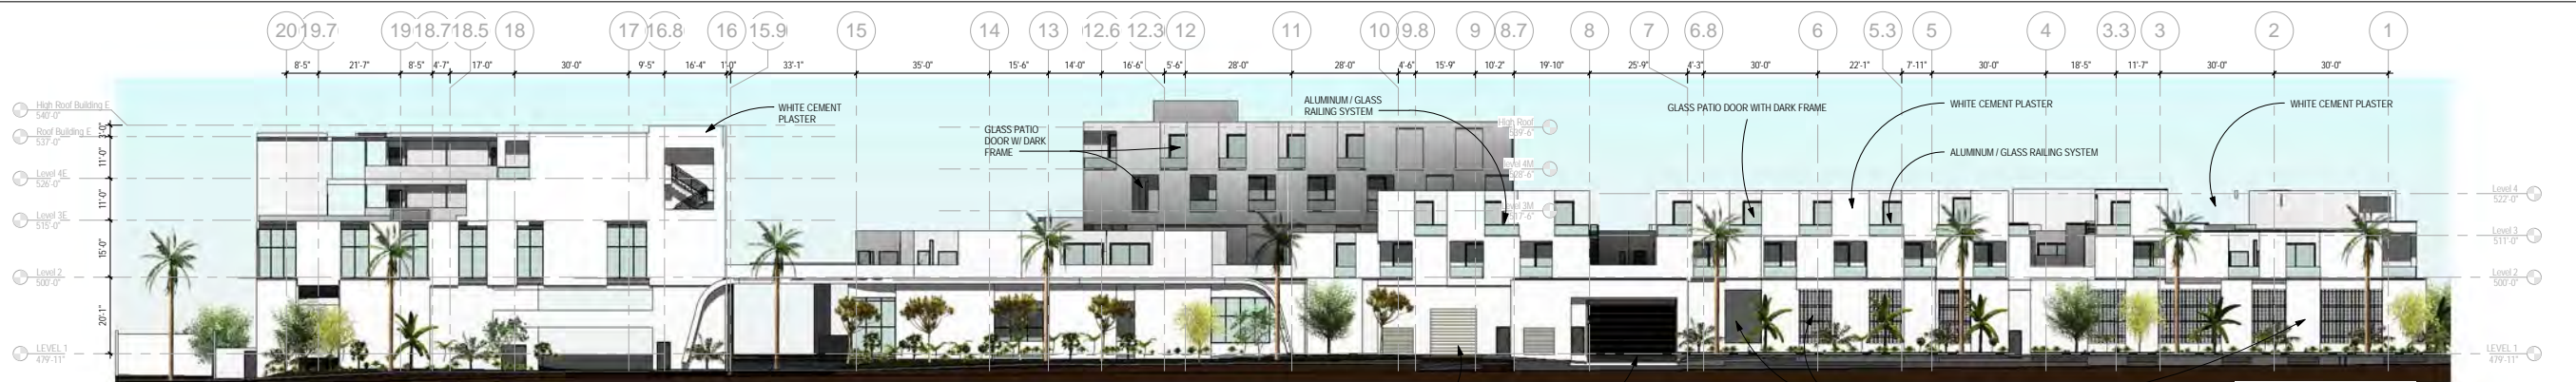 20 19.7 19 18.7 18.5 18 17 16.8 16 15.9 15 14 13 12.6 12.3 12 11 10 9.8 9 8.7 8 7 6.8 6 5.3 5 4 3.3 3 2 1
8'-5" 21'-7" 8'-5" 4'-7" 17'-0" 30'-0" 9'-5" 16'-4" 1'-0" 33'-1" 35'-0" 15'-6" 14'-0" 16'-6" 5'-6" 28'-0" 28'-0" 4'-6" 15'-9" 10'-2" 19'-10" 25'-9" 4'-3" 30'-0" 22'-1" 7'-11" 30'-0" 18'-5" 11'-7" 30'-0" 30'-0"
High Roof Building E
540'-0"
3'-0"
Roof Building E
537'-0"
11'-0"
Level 4E
526'-0"
11'-0"
Level 3E
515'-0"
15'-0"
Level 2
500'-0"
20'-1"
LEVEL 1
479'-11"
WHITE CEMENT
PLASTER
GLASS PATIO
DOOR W/ DARK
FRAME
ALUMINUM / GLASS
RAILING SYSTEM
High Roof
539'-6"
Level 4M
528'-6"
Level 3M
517'-6"
GLASS PATIO DOOR WITH DARK FRAME
WHITE CEMENT PLASTER
ALUMINUM / GLASS RAILING SYSTEM
WHITE CEMENT PLASTER
Level 4
522'-0"
Level 3
511'-0"
Level 2
500'-0"
LEVEL 1
479'-11"